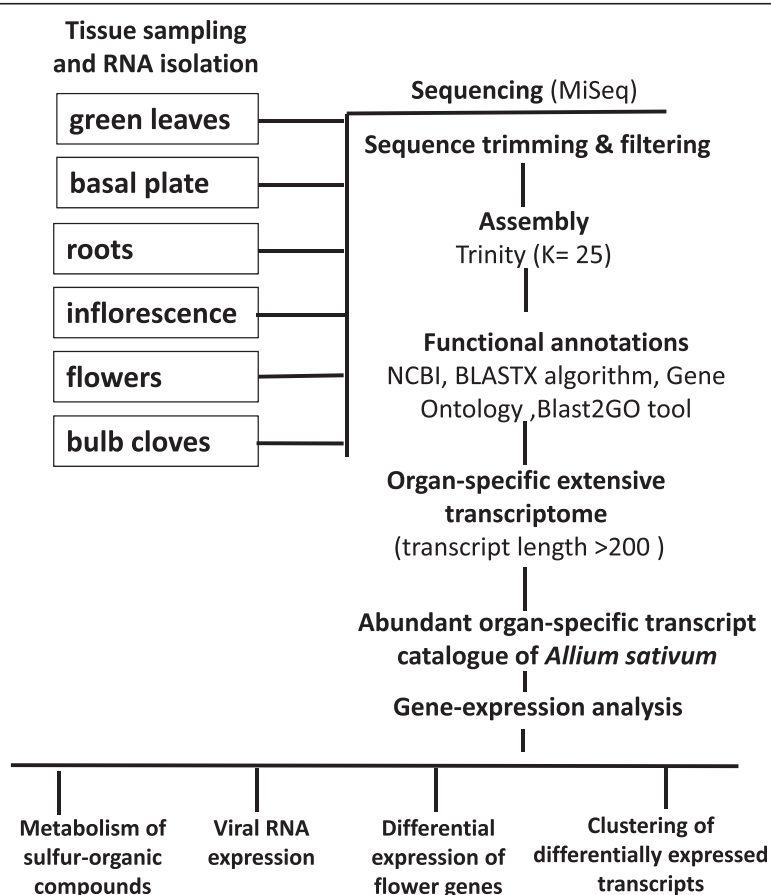 Tissue sampling
and RNA isolation
green leaves
basal plate
roots
inflorescence
flowers
bulb cloves
Sequencing (MiSeq)
Sequence trimming & filtering
Assembly
Trinity (K= 25)
Functional annotations
NCBI, BLASTX algorithm, Gene
Ontology ,Blast2GO tool
Organ-specific extensive
transcriptome
(transcript length >200 )
Abundant organ-specific transcript
catalogue of Allium sativum
Gene-expression analysis
Metabolism of
sulfur-organic
compounds
Viral RNA
expression
Differential
expression of
flower genes
Clustering of
differentially expressed
transcripts